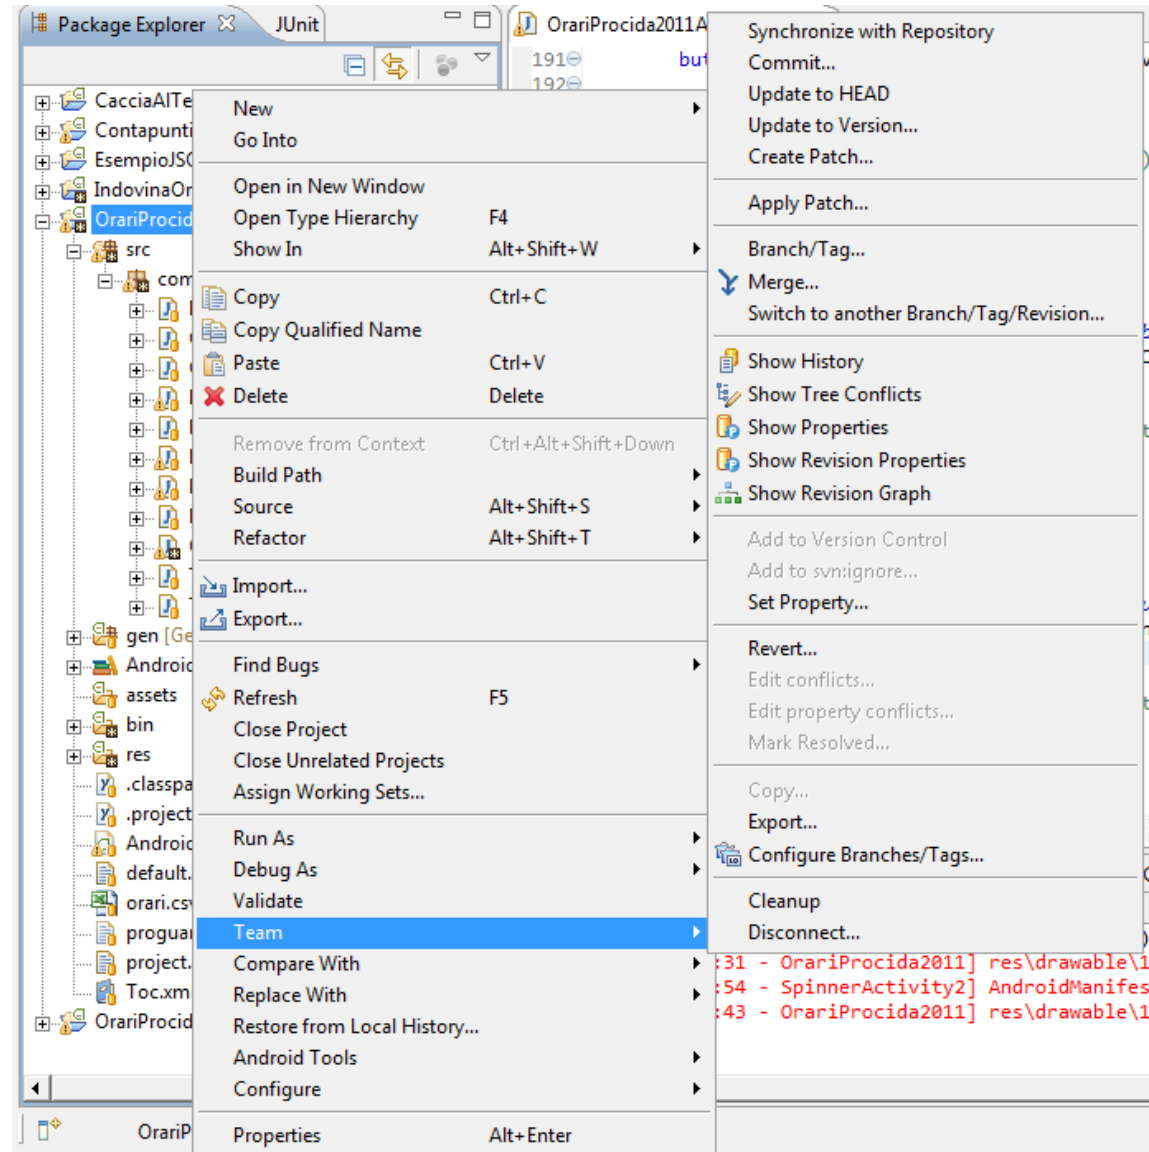 Package Explorer
JUnit
OrariProcida2011A
191
but
192
CacciaAlTe
Contapunti
EsempioJSO
IndovinaOr
OrariProcid
src
com
gen [Ge
Android
assets
bin
res
.classpa
.project
Android
default.
orari.csv
proguar
project.
Toc.xm
OrariProcid
OrariP
New
Go Into
Open in New Window
Open Type Hierarchy F4
Show In Alt+Shift+W
Copy Ctrl+C
Copy Qualified Name
Paste Ctrl+V
Delete Delete
Remove from Context Ctrl+Alt+Shift+Down
Build Path
Source Alt+Shift+S
Refactor Alt+Shift+T
Import...
Export...
Find Bugs
Refresh F5
Close Project
Close Unrelated Projects
Assign Working Sets...
Run As
Debug As
Validate
Team
Compare With
Replace With
Restore from Local History...
Android Tools
Configure
Properties Alt+Enter
Synchronize with Repository
Commit...
Update to HEAD
Update to Version...
Create Patch...
Apply Patch...
Branch/Tag...
Merge...
Switch to another Branch/Tag/Revision...
Show History
Show Tree Conflicts
Show Properties
Show Revision Properties
Show Revision Graph
Add to Version Control
Add to svn:ignore...
Set Property...
Revert...
Edit conflicts...
Edit property conflicts...
Mark Resolved...
Copy...
Export...
Configure Branches/Tags...
Cleanup
Disconnect...
:31 - OrariProcida2011] res\drawable\1
:54 - SpinnerActivity2] AndroidManifes
:43 - OrariProcida2011] res\drawable\1